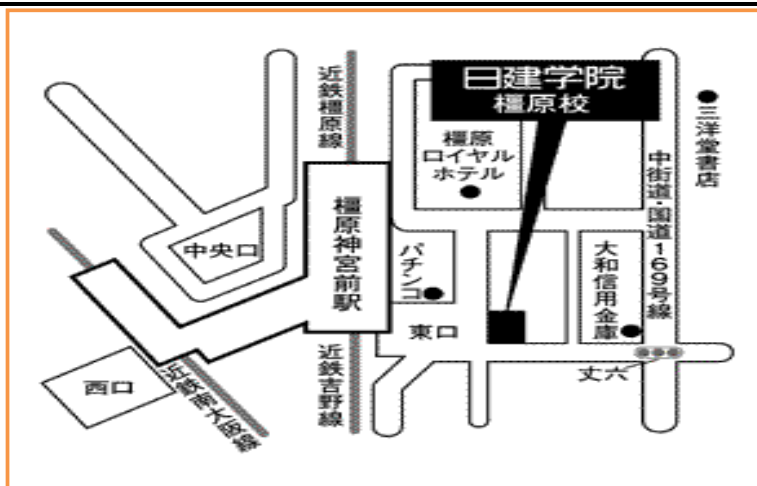 日建学院
橿原校
近鉄橿原線
三洋堂書店
橿原
ロイヤル
ホテル
中街道・国道169号線
橿原神宮前駅
中央口
パチンコ
大和信用金庫
東口
西口
近鉄南大阪線
近鉄吉野線
丈六